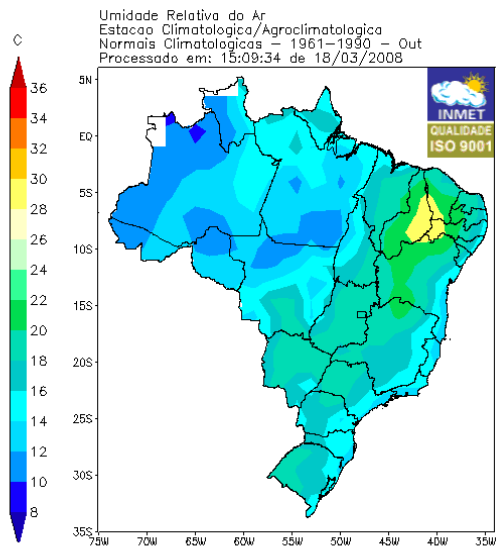 Umidade Relativa do Ar
Estacao Climatologica/Agroclimatologica
Normais Climatologicas – 1961–1990 – Out
Processado em: 15:09:34 de 18/03/2008
C
36
34
32
30
28
26
24
22
20
18
16
14
12
10
8
INMET
QUALIDADE
ISO 9001
5N
EQ
5S
10S
15S
20S
25S
30S
35S
75W 70W 65W 60W 55W 50W 45W 40W 35W